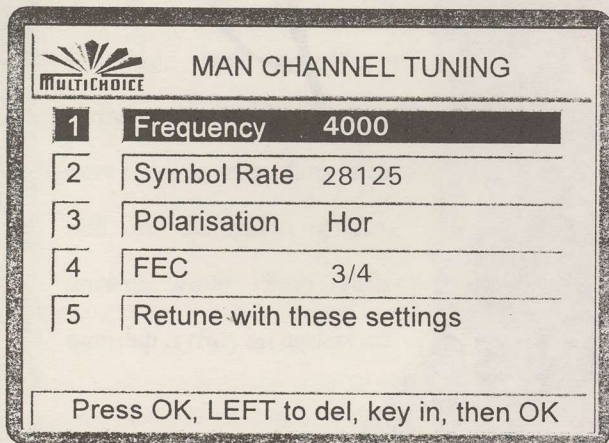 MULTICHOICE
MAN CHANNEL TUNING
1 Frequency 4000
2 Symbol Rate 28125
3 Polarisation Hor
4 FEC 3/4
5 Retune with these settings
Press OK, LEFT to del, key in, then OK